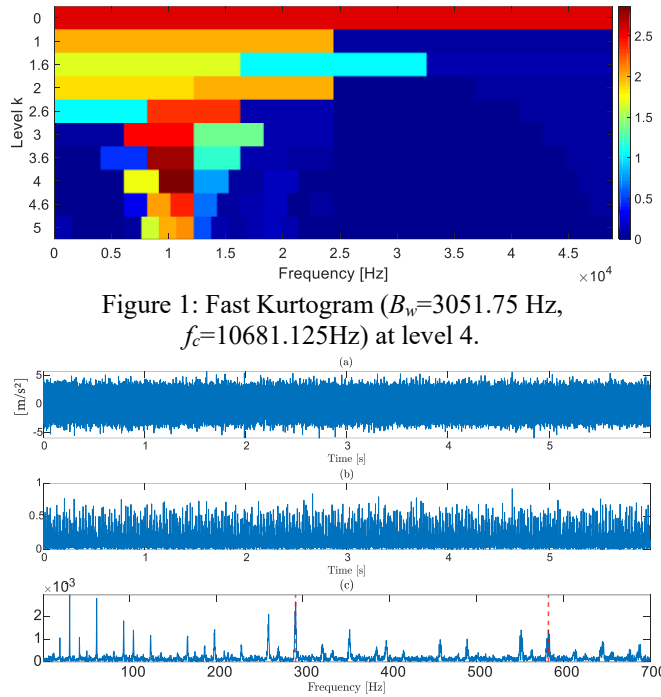 0
1
1.6
2
2.6
3
3.6
4
4.6
5
Level k
0 0.5 1 1.5 2 2.5 3 3.5 4 4.5
Frequency [Hz]
×10⁴
2.5
2
1.5
1
0.5
0
Figure 1: Fast Kurtogram (B_w=3051.75 Hz,
f_c=10681.125Hz) at level 4.
(a)
[m/s²]
5
0
-5
0 1 2 3 4 5
Time [s]
(b)
1
0.5
0
0 1 2 3 4 5
Time [s]
(c)
×10³
2
1
0
0 100 200 300 400 500 600 700
Frequency [Hz]